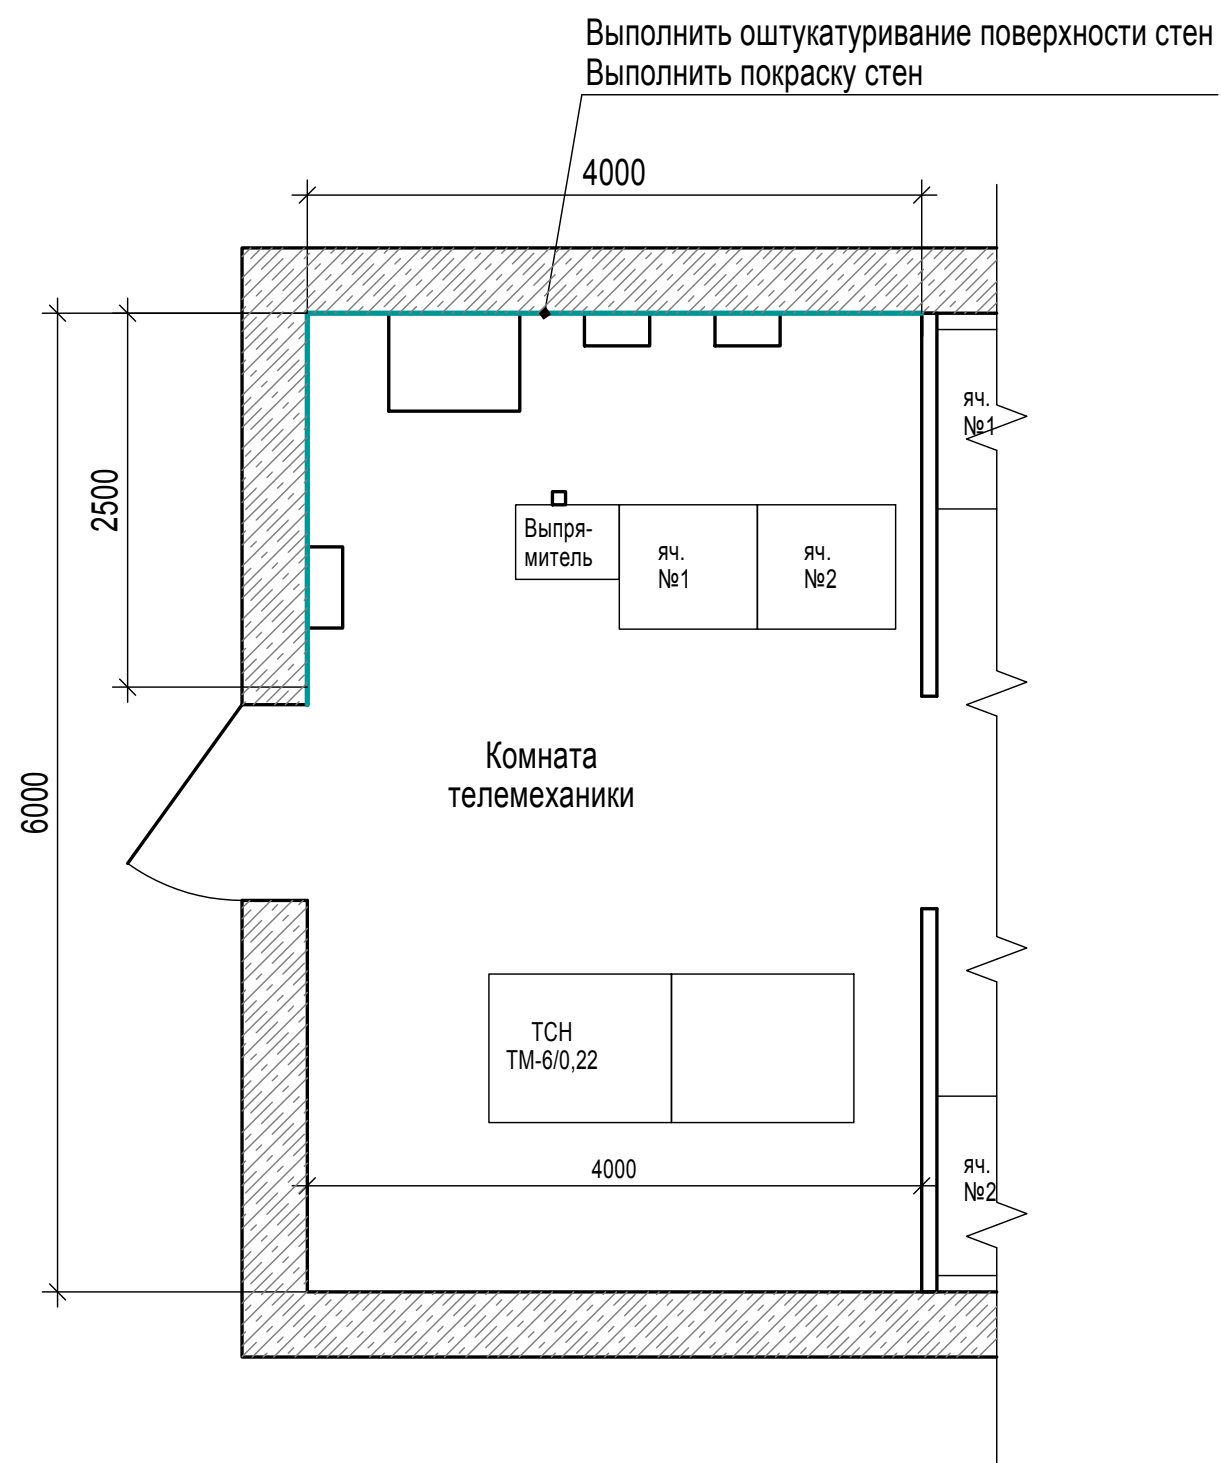 Выполнить оштукатуривание поверхности стен
Выполнить покраску стен
4000
яч.
№1
2500
Выпря-
митель
яч.
№1
яч.
№2
Комната
телемеханики
6000
ТСН
ТМ-6/0,22
4000
яч.
№2